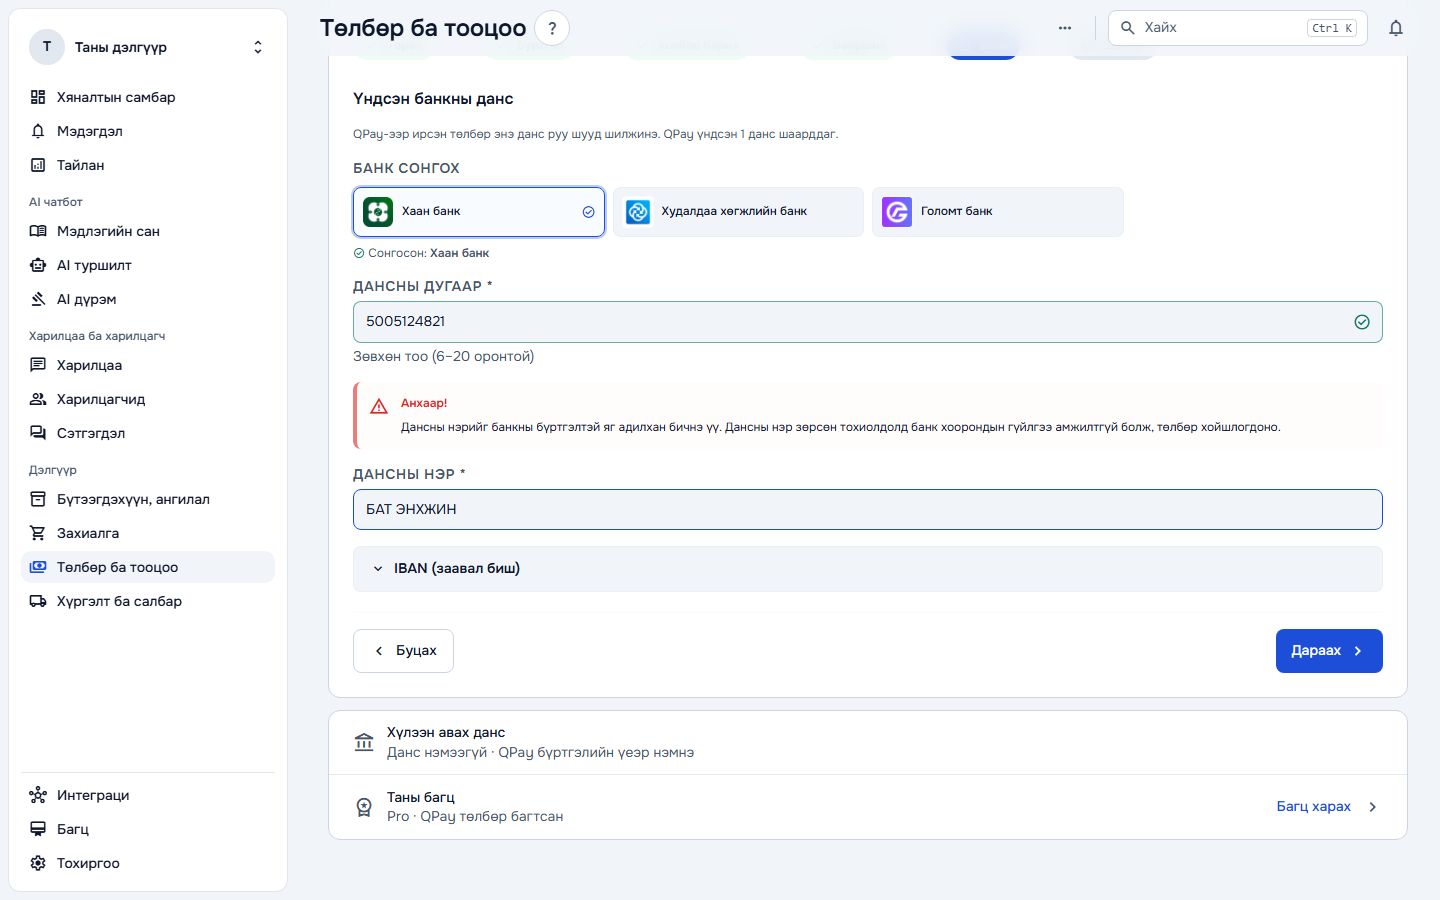 Т
Таны дэлгүүр
Хяналтын самбар
Мэдэгдэл
Тайлан
AI чатбот
Мэдлэгийн сан
AI туршилт
AI дүрэм
Харилцаа ба харилцагч
Харилцаа
Харилцагчид
Сэтгэгдэл
Дэлгүүр
Бүтээгдэхүүн, ангилал
Захиалга
Төлбөр ба тооцоо
Хүргэлт ба салбар
Интеграци
Багц
Тохиргоо
Төлбөр ба тооцоо
?
Хайх
Ctrl K
Үндсэн банкны данс
QPay-ээр ирсэн төлбөр энэ данс руу шууд шилжинэ. QPay үндсэн 1 данс шаарддаг.
БАНК СОНГОХ
Хаан банк
Худалдаа хөгжлийн банк
Голомт банк
Сонгосон: Хаан банк
ДАНСНЫ ДУГААР *
5005124821
Зөвхөн тоо (6–20 оронтой)
Анхаар!
Дансны нэрийг банкны бүртгэлтэй яг адилхан бичнэ үү. Дансны нэр зөрсөн тохиолдолд банк хоорондын гүйлгээ амжилтгүй болж, төлбөр хойшлогдоно.
ДАНСНЫ НЭР *
БАТ ЭНХЖИН
IBAN (заавал биш)
Буцах
Дараах
Хүлээн авах данс
Данс нэмээгүй · QPay бүртгэлийн үеэр нэмнэ
Таны багц
Pro · QPay төлбөр багтсан
Багц харах